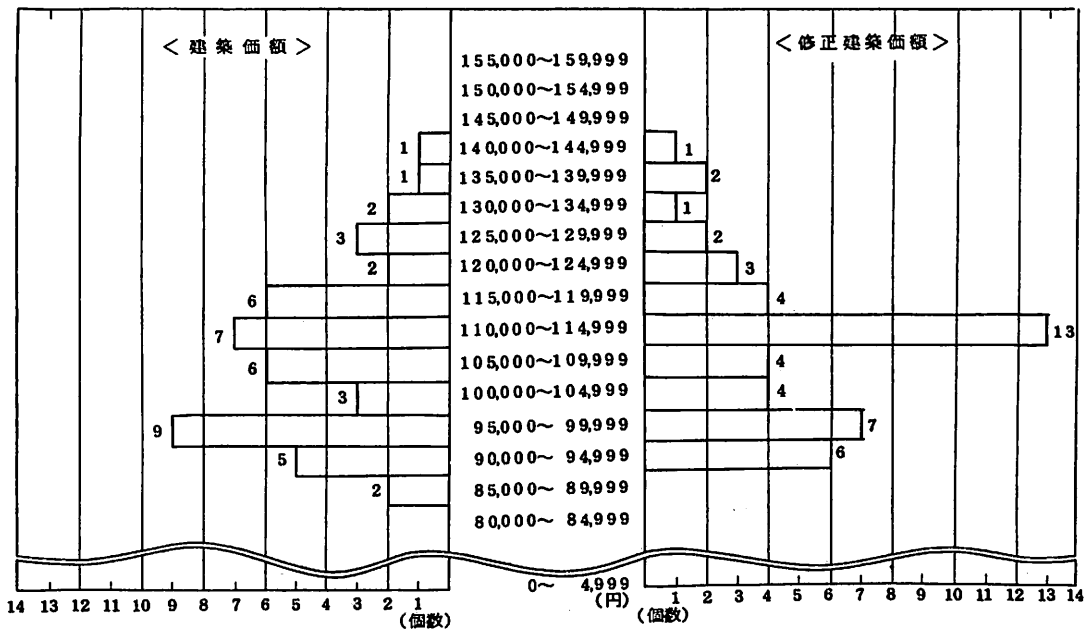 <建築価額>
<修正建築価額>
155,000～159,999
150,000～154,999
145,000～149,999
1 140,000～144,999 1
1 135,000～139,999 2
2 130,000～134,999 1
3 125,000～129,999 2
2 120,000～124,999 3
6 115,000～119,999 4
7 110,000～114,999 13
6 105,000～109,999 4
3 100,000～104,999 4
9 95,000～ 99,999 7
5 90,000～ 94,999 6
2 85,000～ 89,999
80,000～ 84,999
0～ 4,999
(円)
14 13 12 11 10 9 8 7 6 5 4 3 2 1
(個数)
1 2 3 4 5 6 7 8 9 10 11 12 13 14
(個数)